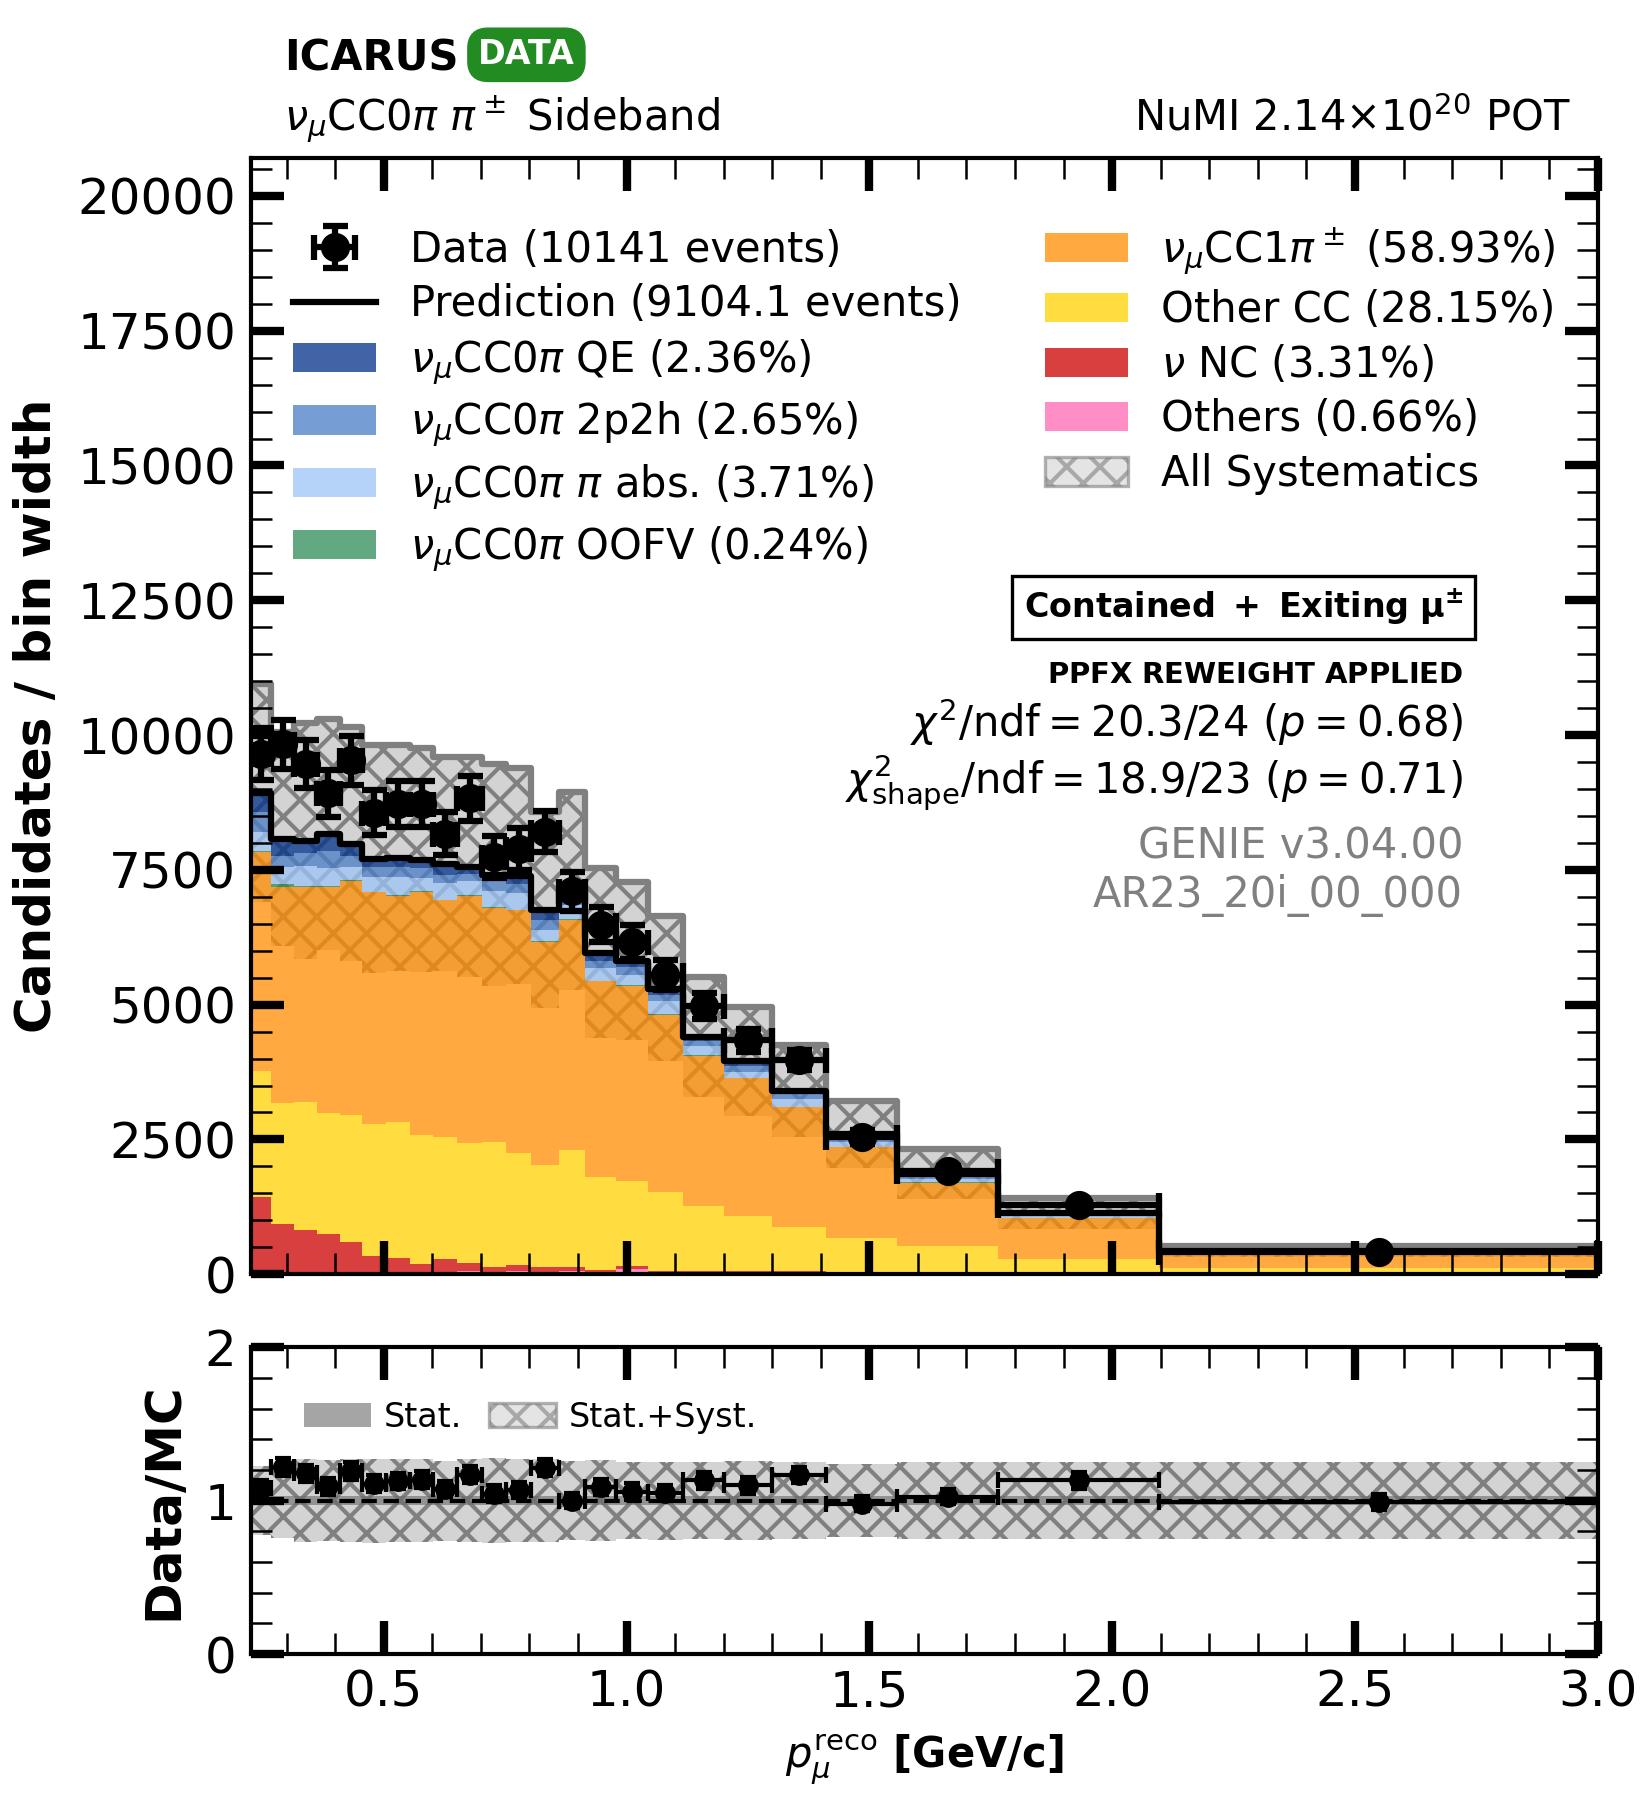 ICARUS DATA
νμCC0π π± Sideband
NuMI 2.14×10²⁰ POT
Candidates / bin width
20000
17500
15000
12500
10000
7500
5000
2500
0
Data (10141 events)
Prediction (9104.1 events)
νμCC0π QE (2.36%)
νμCC0π 2p2h (2.65%)
νμCC0π π abs. (3.71%)
νμCC0π OOFV (0.24%)
νμCC1π± (58.93%)
Other CC (28.15%)
ν NC (3.31%)
Others (0.66%)
All Systematics
Contained + Exiting μ±
PPFX REWEIGHT APPLIED
χ²/ndf = 20.3/24 (p = 0.68)
χ²shape/ndf = 18.9/23 (p = 0.71)
GENIE v3.04.00
AR23_20i_00_000
Data/MC
2
1
0
Stat. Stat.+Syst.
0.5 1.0 1.5 2.0 2.5 3.0
pμreco [GeV/c]